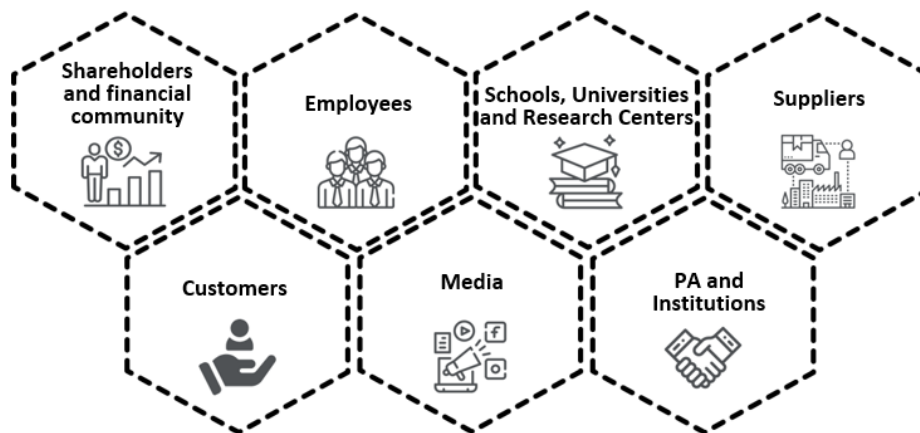 Shareholders
and financial
community
Employees
Schools, Universities
and Research Centers
Suppliers
Customers
Media
PA and
Institutions